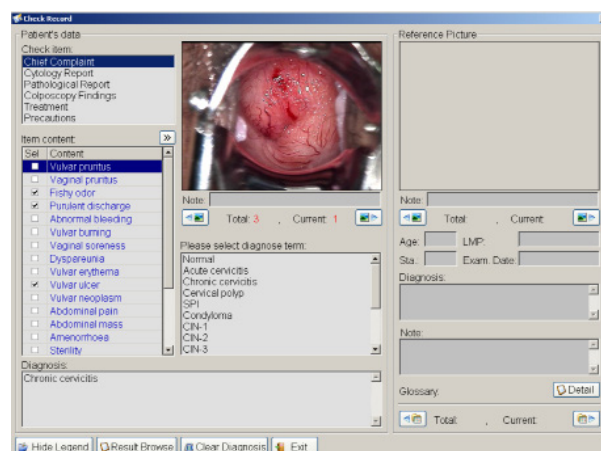 Check Record
Patient's data
Check item:
Chief Complaint
Cytology Report
Pathological Report
Colposcopy Findings
Treatment
Precautions
Item content:
Sel Content
Vulvar pruritus
Vaginal pruritus
Fishy odor
Purulent discharge
Abnormal bleeding
Vulvar burning
Vaginal soreness
Dyspareunia
Vulvar erythema
Vulvar ulcer
Vulvar neoplasm
Abdominal pain
Abdominal mass
Amenorrhoea
Sterility
Note:
Total: 3 , Current: 1
Please select diagnose term:
Normal
Acute cervicitis
Chronic cervicitis
Cervical polyp
SPI
Condyloma
CIN-1
CIN-2
CIN-3
Diagnosis:
Chronic cervicitis
Reference Picture
Note:
Total: , Current:
Age: LMP:
Sta.: Exam. Date:
Diagnosis:
Note:
Glossary: Detail
Total: , Current:
Hide Legend Result Browse Clear Diagnosis Exit